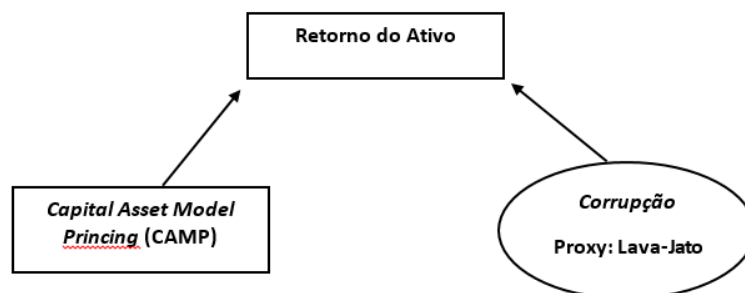 Retorno do Ativo
Capital Asset Model
Princing (CAMP)
Corrupção
Proxy: Lava-Jato